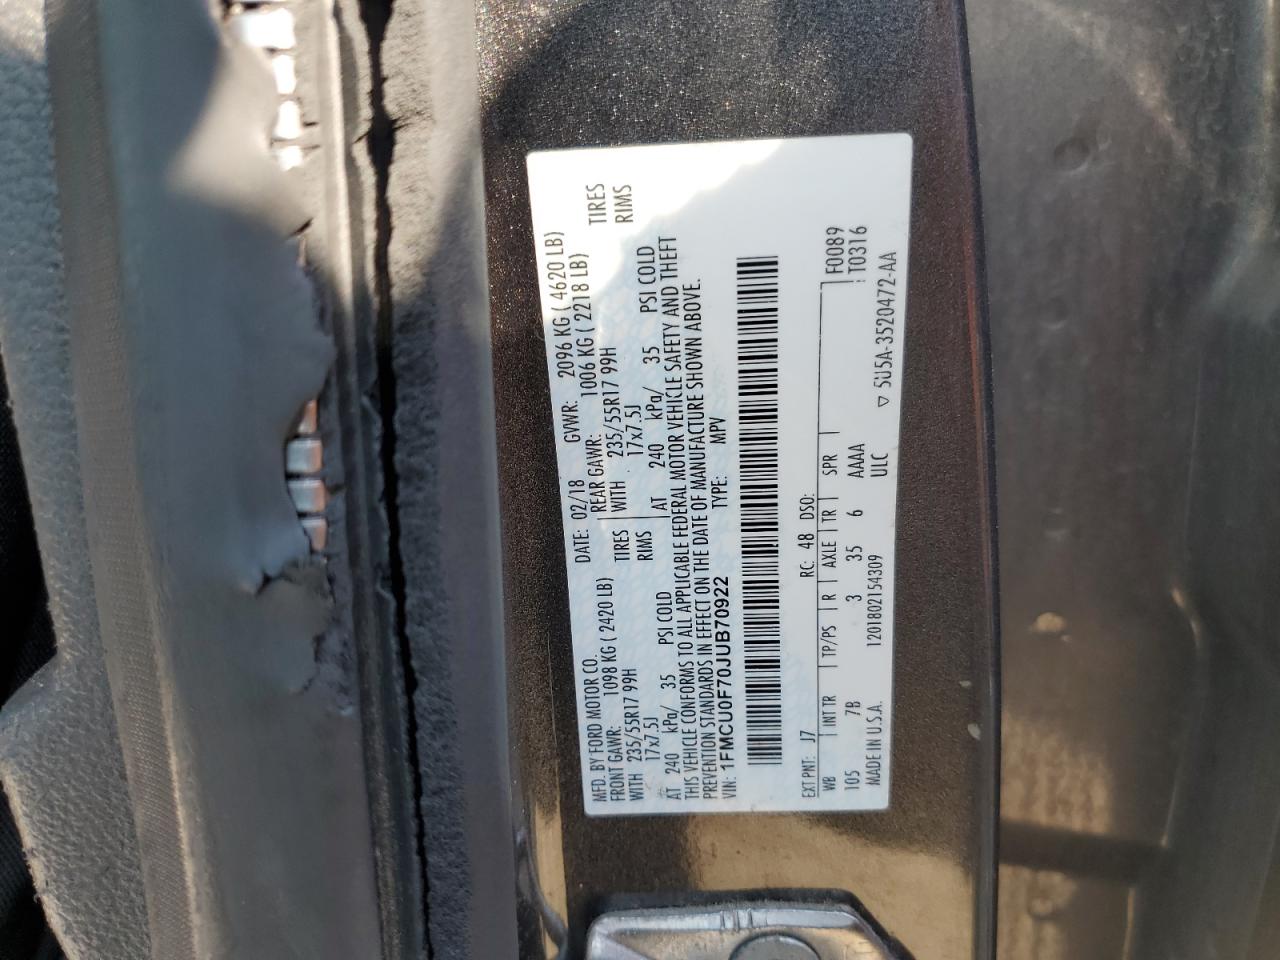 MFD. BY FORD MOTOR CO. DATE: 02/18 GVWR: 2096 KG ( 4620 LB)
FRONT GAWR: 1098 KG ( 2420 LB) REAR GAWR: 1006 KG ( 2218 LB)
WITH 235/55R17 99H TIRES WITH 235/55R17 99H TIRES
17x7.5J RIMS 17x7.5J RIMS
AT 240 kPa/ 35 PSI COLD AT 240 kPa/ 35 PSI COLD
THIS VEHICLE CONFORMS TO ALL APPLICABLE FEDERAL MOTOR VEHICLE SAFETY AND THEFT
PREVENTION STANDARDS IN EFFECT ON THE DATE OF MANUFACTURE SHOWN ABOVE.
VIN: 1FMCU0F70JUB70922 TYPE: MPV
EXT PNT: J7 RC: 48 DSO: F0089
WB INT TR TP/PS R AXLE TR SPR T0316
105 7B 3 35 6 AAAA
MADE IN U.S.A. 1201802154309 ULC ▽ 5U5A-3520472-AA